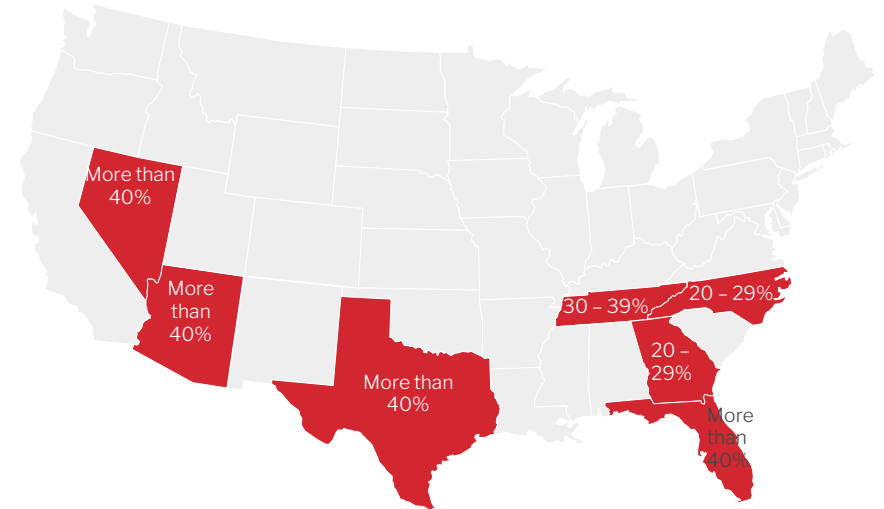 More than
40%
More
than
40%
30 – 39%
20 – 29%
20 –
29%
More than
40%
More
than
40%